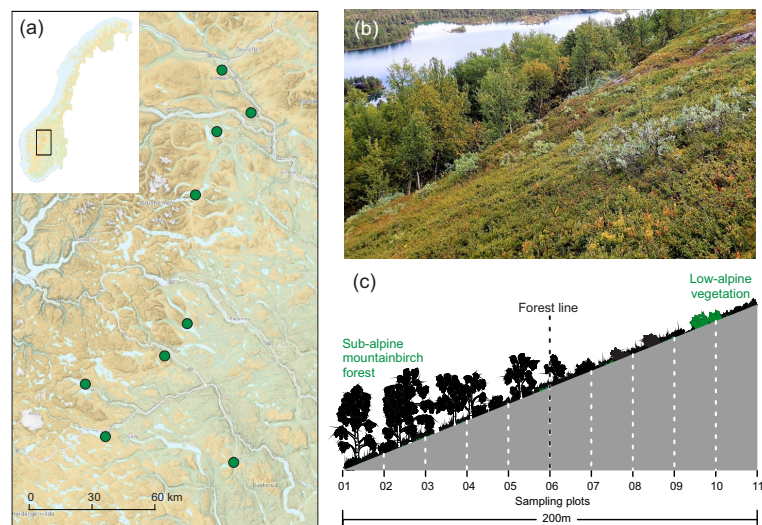 (a)
0
30
60 km
(b)
(c)
Low-alpine
vegetation
Forest line
Sub-alpine
mountainbirch
forest
01 02 03 04 05 06 07 08 09 10 11
Sampling plots
200m